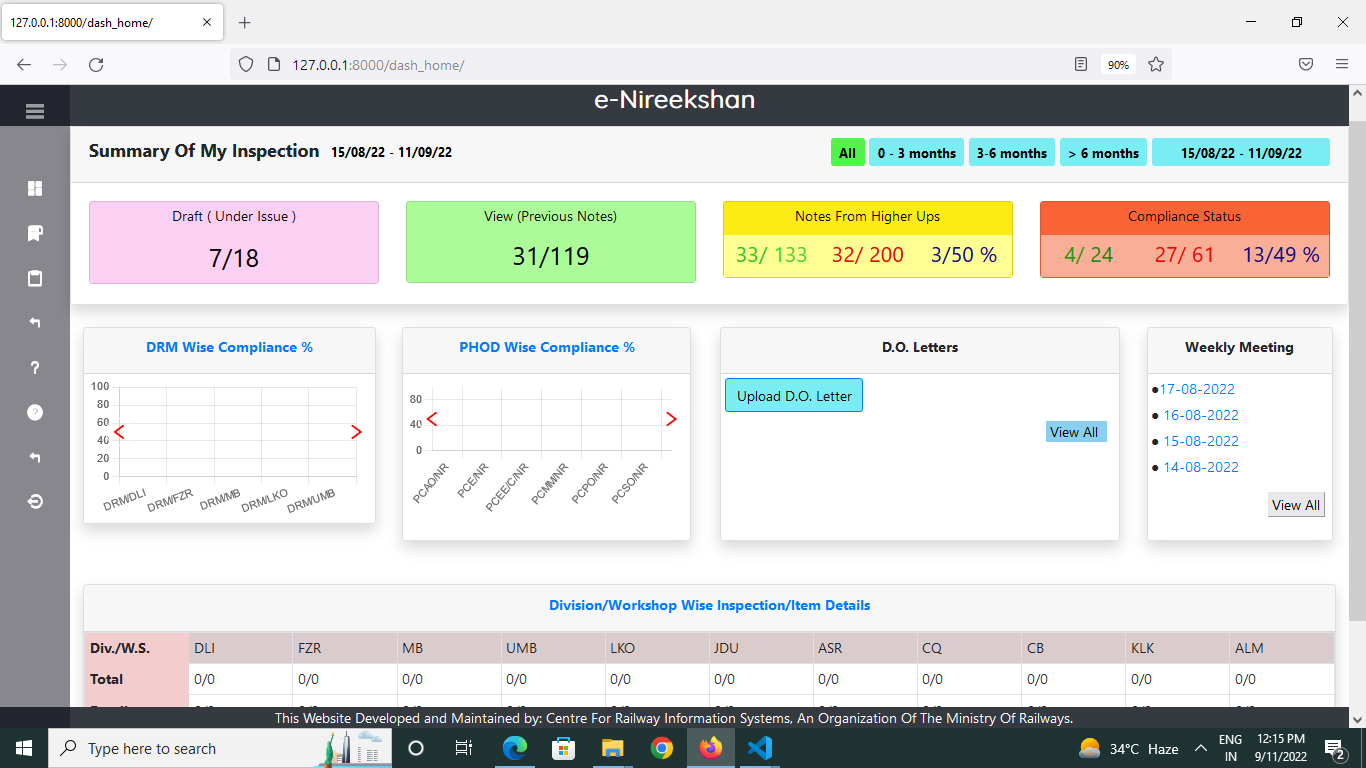 127.0.0.1:8000/dash_home/
127.0.0.1:8000/dash_home/
90%
e-Nireekshan
Summary Of My Inspection 15/08/22 - 11/09/22
All 0 - 3 months 3-6 months > 6 months 15/08/22 - 11/09/22
Draft ( Under Issue )
7/18
View (Previous Notes)
31/119
Notes From Higher Ups
33/ 133 32/ 200 3/50 %
Compliance Status
4/ 24 27/ 61 13/49 %
DRM Wise Compliance %
100
80
60
40
20
0
DRM/DLI DRM/FZR DRM/MB DRM/LKO DRM/UMB
PHOD Wise Compliance %
80
40
0
PCAO/NR PCE/NR PCEE/C/NR PCMM/NR PCPO/NR PCSO/NR
D.O. Letters
Upload D.O. Letter
View All
Weekly Meeting
●17-08-2022
● 16-08-2022
● 15-08-2022
● 14-08-2022
View All
Division/Workshop Wise Inspection/Item Details
Div./W.S. DLI FZR MB UMB LKO JDU ASR CQ CB KLK ALM
Total 0/0 0/0 0/0 0/0 0/0 0/0 0/0 0/0 0/0 0/0 0/0
This Website Developed and Maintained by: Centre For Railway Information Systems, An Organization Of The Ministry Of Railways.
Type here to search
34°C Haze
ENG
IN
12:15 PM
9/11/2022
2